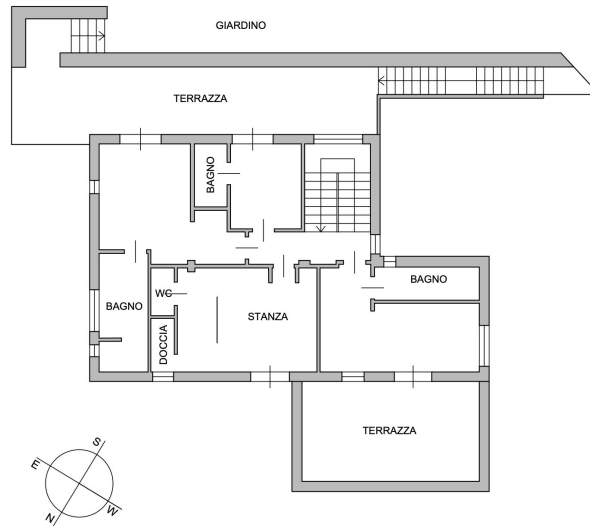 GIARDINO
TERRAZZA
BAGNO
BAGNO
WC
BAGNO
STANZA
DOCCIA
TERRAZZA
S
E
W
N